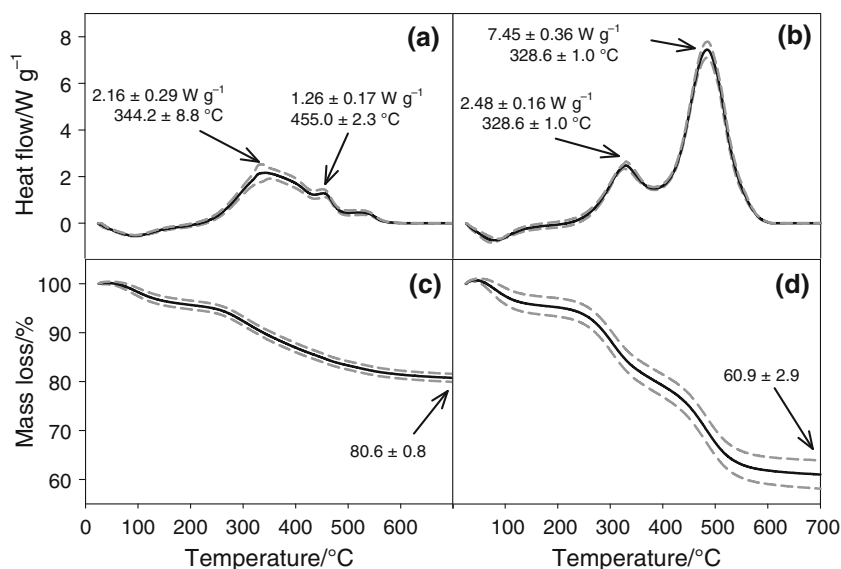 (a)
(b)
Heat flow/W g⁻¹
8
6
4
2
0
2.16 ± 0.29 W g⁻¹
344.2 ± 8.8 °C
1.26 ± 0.17 W g⁻¹
455.0 ± 2.3 °C
7.45 ± 0.36 W g⁻¹
328.6 ± 1.0 °C
2.48 ± 0.16 W g⁻¹
328.6 ± 1.0 °C
(c)
(d)
Mass loss/%
100
90
80
70
60
80.6 ± 0.8
60.9 ± 2.9
0 100 200 300 400 500 600
100 200 300 400 500 600 700
Temperature/°C
Temperature/°C